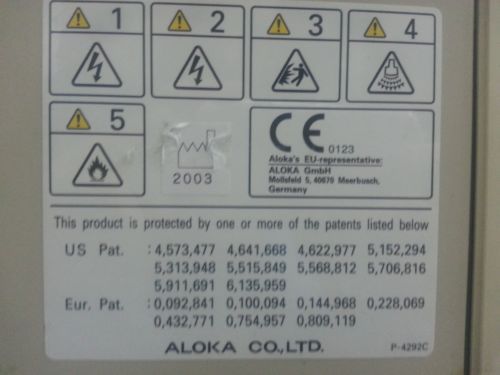 1 2 3 4
5
2003
CE 0123
Aloka's EU-representative:
ALOKA GmbH
Mollsfeld 5, 40670 Meerbusch,
Germany
This product is protected by one or more of the patents listed below
US Pat. : 4,573,477 4,641,668 4,622,977 5,152,294
5,313,948 5,515,849 5,568,812 5,706,816
5,911,691 6,135,959
Eur. Pat. : 0,092,841 0,100,094 0,144,968 0,228,069
0,432,771 0,754,957 0,809,119
ALOKA CO.,LTD. P-4292C